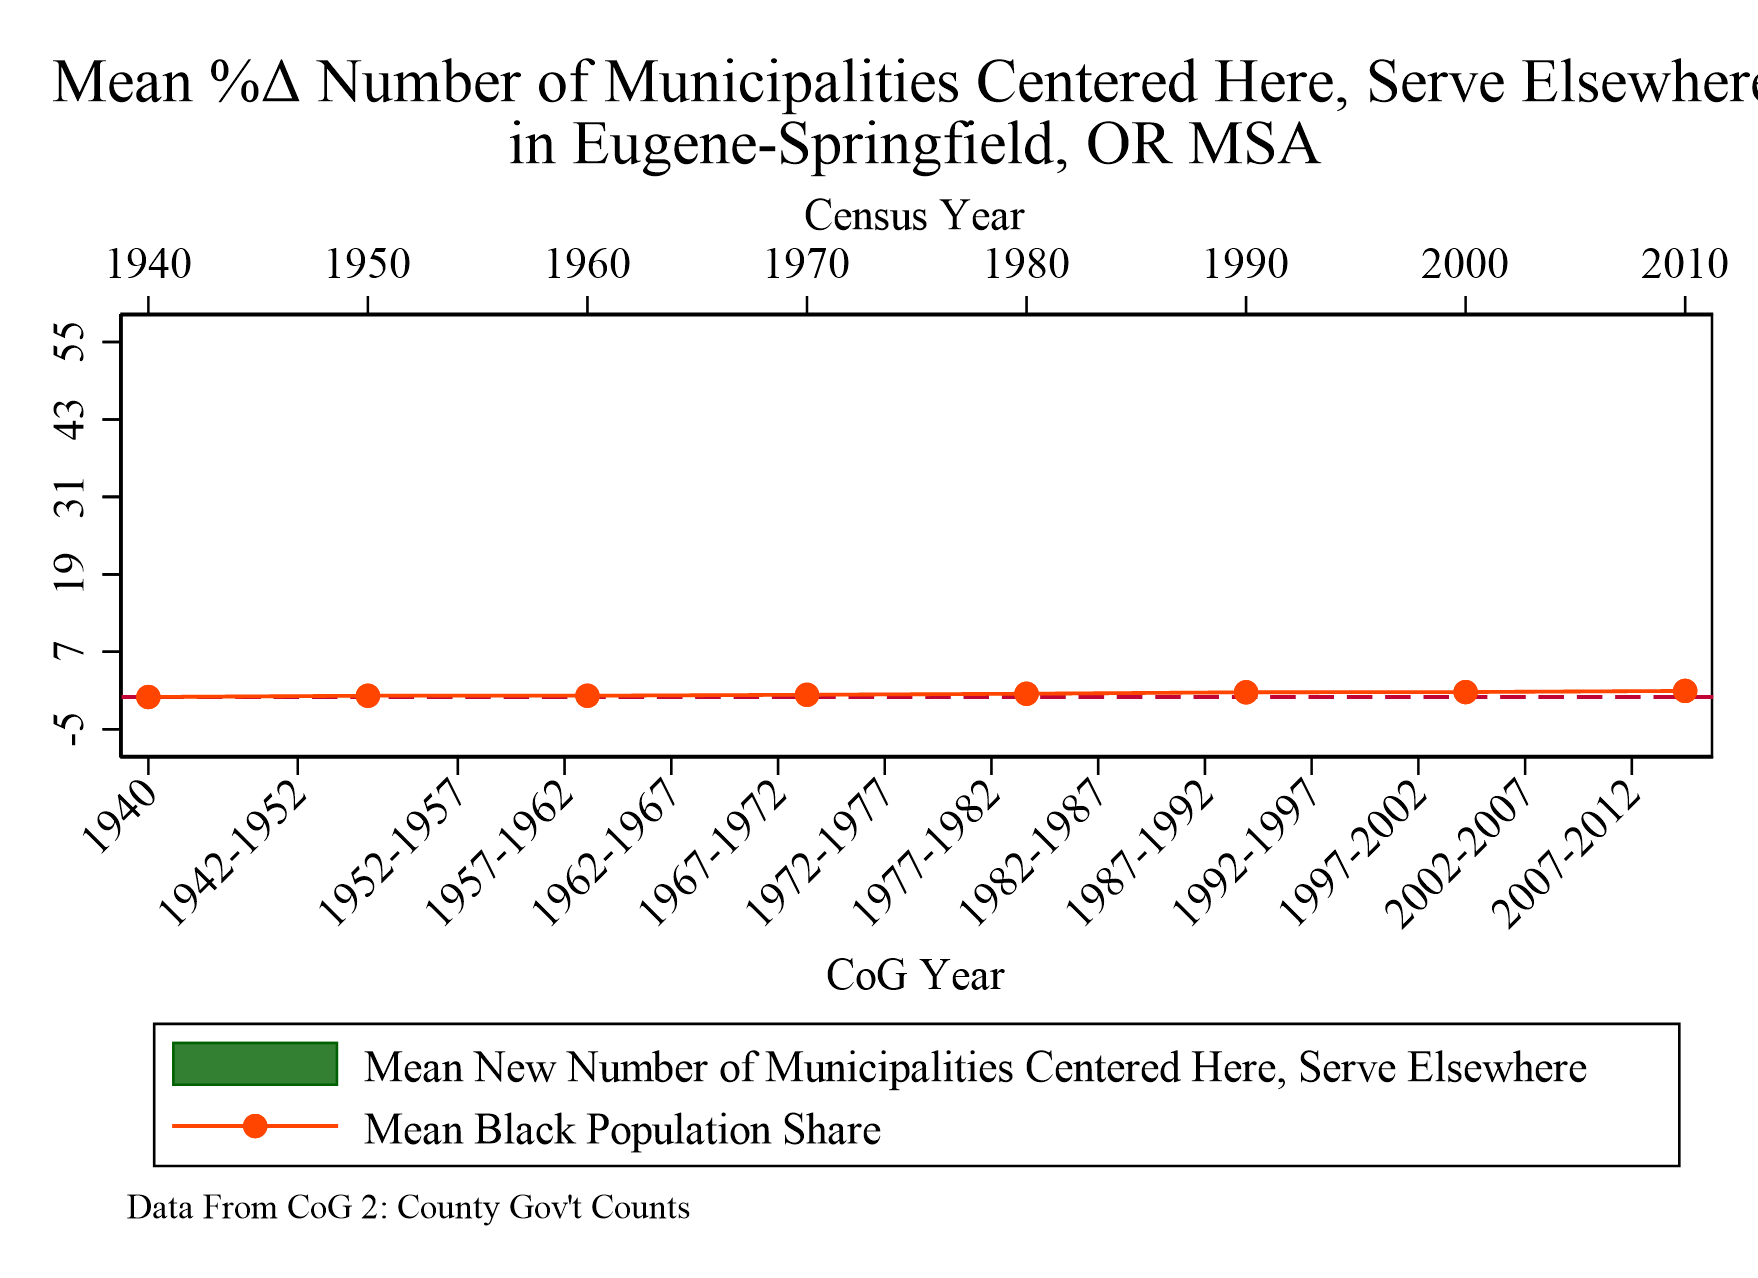 Mean %Δ Number of Municipalities Centered Here, Serve Elsewhere
in Eugene-Springfield, OR MSA
Census Year
1940 1950 1960 1970 1980 1990 2000 2010
55
43
31
19
7
-5
1940 1942-1952 1952-1957 1957-1962 1962-1967 1967-1972 1972-1977 1977-1982 1982-1987 1987-1992 1992-1997 1997-2002 2002-2007 2007-2012
CoG Year
Mean New Number of Municipalities Centered Here, Serve Elsewhere
Mean Black Population Share
Data From CoG 2: County Gov't Counts